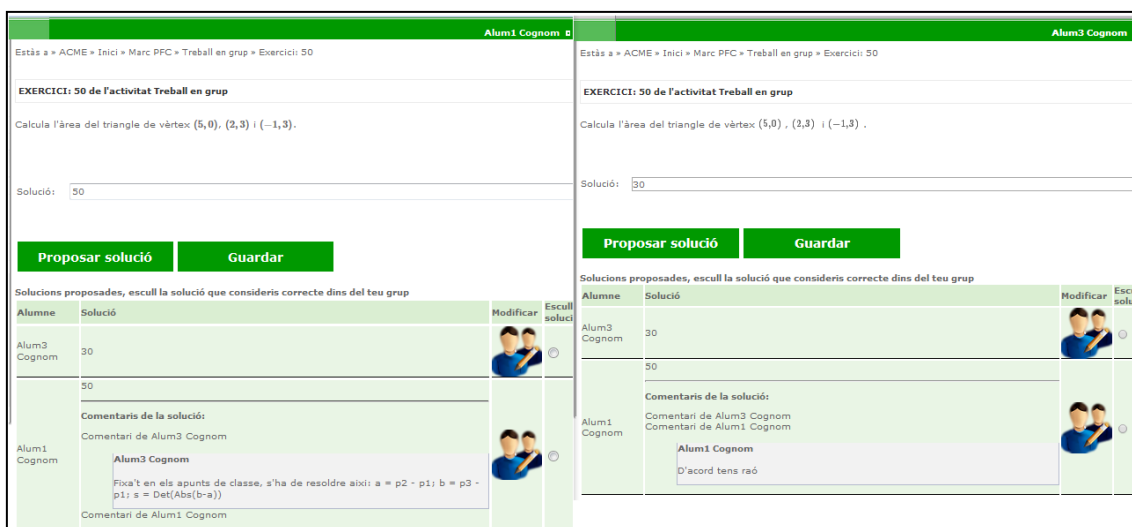 Alum1 Cognom
Estàs a » ACME » Inici » Marc PFC » Treball en grup » Exercici: 50
EXERCICI: 50 de l'activitat Treball en grup
Calcula l'àrea del triangle de vèrtex (5,0), (2,3) i (−1,3).
Solució: 50
Proposar solució Guardar
Solucions proposades, escull la solució que consideris correcte dins del teu grup
Alumne Solució Modificar Escull
soluci
Alum3
Cognom
30
Alum1
Cognom
50
Comentaris de la solució:
Comentari de Alum3 Cognom
Alum3 Cognom
Fixa't en els apunts de classe, s'ha de resoldre aixi: a = p2 - p1; b = p3 -
p1; s = Det(Abs(b-a))
Comentari de Alum1 Cognom
Alum3 Cognom
Estàs a » ACME » Inici » Marc PFC » Treball en grup » Exercici: 50
EXERCICI: 50 de l'activitat Treball en grup
Calcula l'àrea del triangle de vèrtex (5,0) , (2,3) i (−1,3) .
Solució: 30
Proposar solució Guardar
Solucions proposades, escull la solució que consideris correcte dins del teu grup
Alumne Solució Modificar Escu
solu
Alum3
Cognom
30
Alum1
Cognom
50
Comentaris de la solució:
Comentari de Alum3 Cognom
Comentari de Alum1 Cognom
Alum1 Cognom
D'acord tens raó